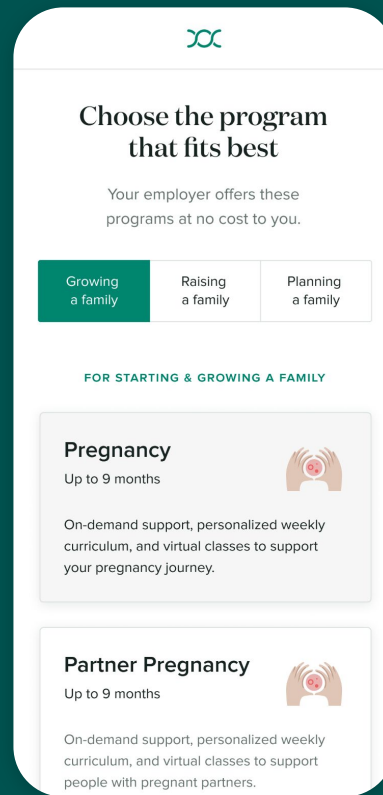 Choose the program
that fits best
Your employer offers these
programs at no cost to you.
Growing
a family
Raising
a family
Planning
a family
FOR STARTING & GROWING A FAMILY
Pregnancy
Up to 9 months
On-demand support, personalized weekly
curriculum, and virtual classes to support
your pregnancy journey.
Partner Pregnancy
Up to 9 months
On-demand support, personalized weekly
curriculum, and virtual classes to support
people with pregnant partners.